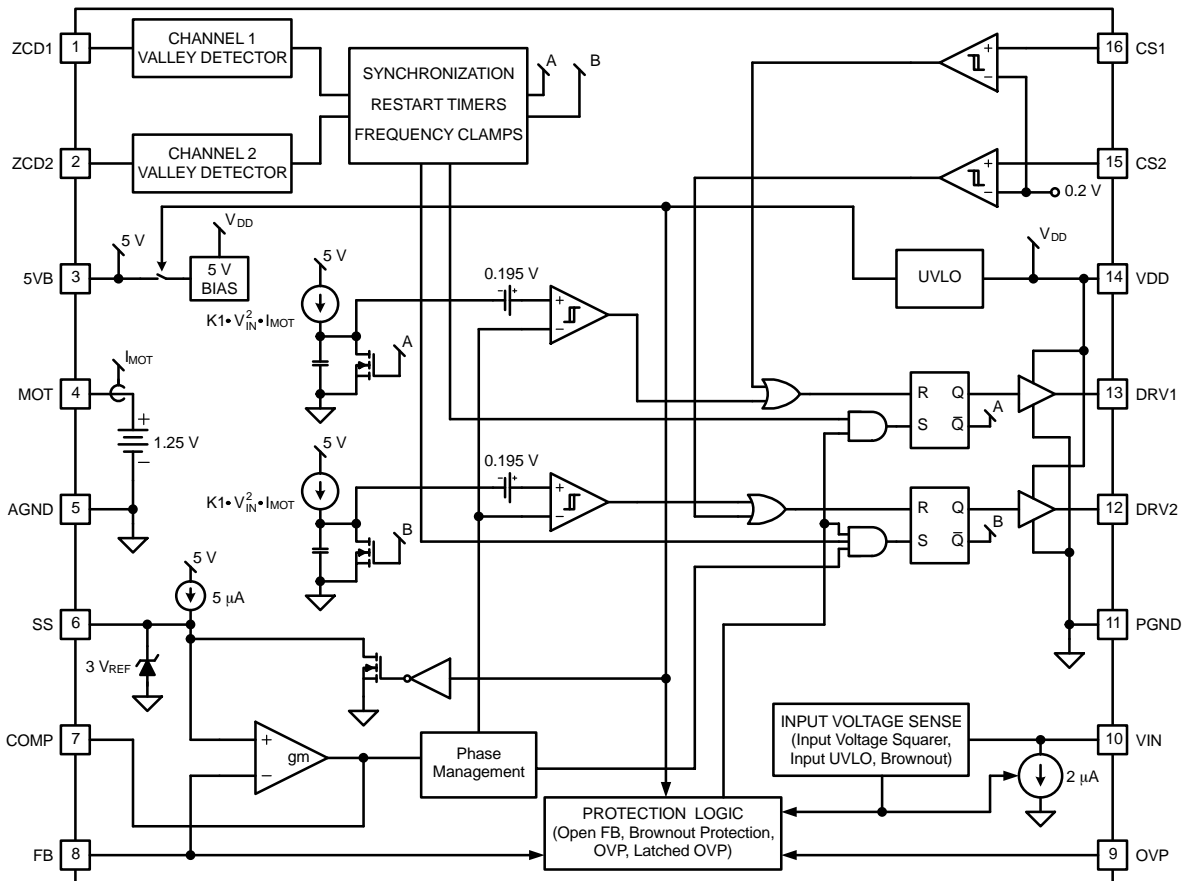 ZCD1
1
CHANNEL 1
VALLEY DETECTOR
SYNCHRONIZATION
RESTART TIMERS
FREQUENCY CLAMPS
A
B
+
−
16
CS1
ZCD2
2
CHANNEL 2
VALLEY DETECTOR
+
−
15
CS2
0.2 V
5VB
3
5 V
VDD
5 V
BIAS
UVLO
VDD
14
VDD
5 V
K1•V²IN•IMOT
0.195 V
- +
+
−
A
MOT
4
IMOT
+
1.25 V
−
R Q
S Q̅
A
13
DRV1
5 V
K1•V²IN•IMOT
0.195 V
- +
+
−
B
AGND
5
R Q
S Q̅
B
12
DRV2
SS
6
5 V
5 μA
3 VREF
11
PGND
COMP
7
+
gm
−
Phase
Management
INPUT VOLTAGE SENSE
(Input Voltage Squarer,
Input UVLO, Brownout)
10
VIN
2 μA
FB
8
PROTECTION LOGIC
(Open FB, Brownout Protection,
OVP, Latched OVP)
9
OVP